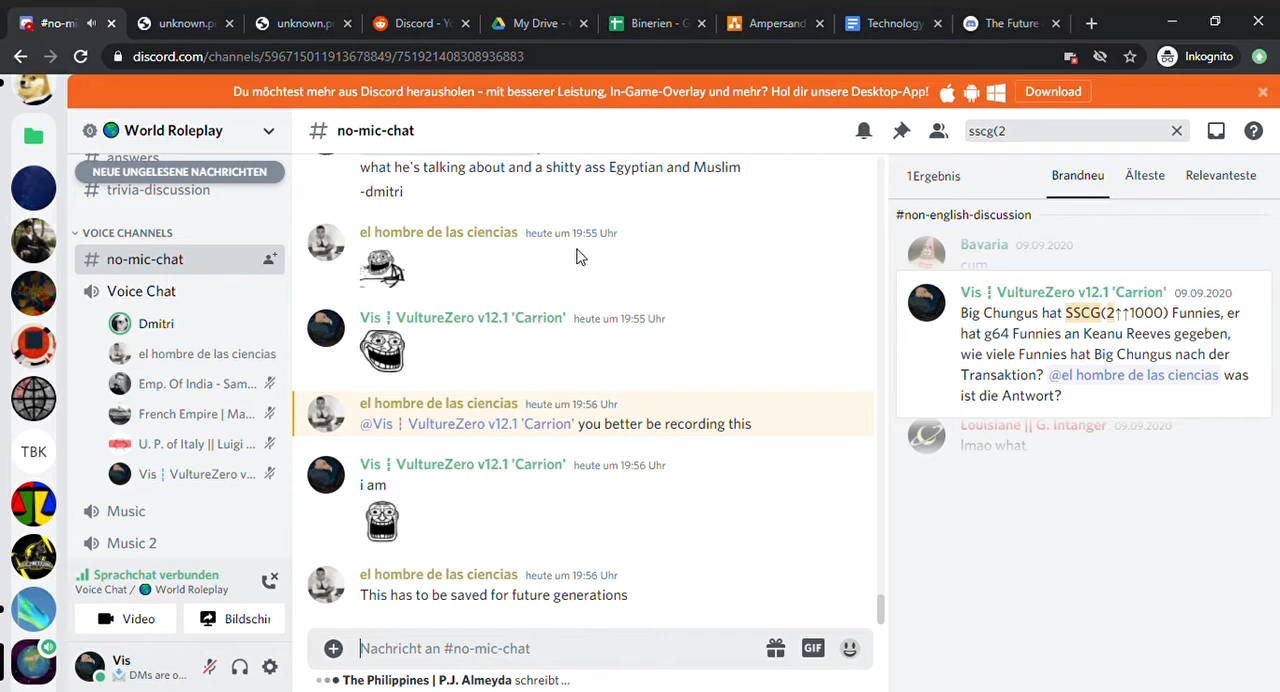 #no-mi
unknown.p
unknown.p
Discord - Yo
My Drive -
Binerien - G
Ampersand
Technology
The Future
discord.com/channels/596715011913678849/751921408308936883
Inkognito
Du möchtest mehr aus Discord herausholen – mit besserer Leistung, In-Game-Overlay und mehr? Hol dir unsere Desktop-App!
Download
World Roleplay
answers
NEUE UNGELESENE NACHRICHTEN
# trivia-discussion
VOICE CHANNELS
# no-mic-chat
Voice Chat
Dmitri
el hombre de las ciencias
Emp. Of India - Sam...
French Empire | Ma...
U. P. of Italy || Luigi ...
Vis ┇ VultureZero v...
Music
Music 2
Sprachchat verbunden
Voice Chat / World Roleplay
Video
Bildschir
Vis
DMs are o...
TBK
# no-mic-chat
what he's talking about and a shitty ass Egyptian and Muslim
-dmitri
el hombre de las ciencias heute um 19:55 Uhr
Vis ┇ VultureZero v12.1 'Carrion' heute um 19:55 Uhr
el hombre de las ciencias heute um 19:56 Uhr
@Vis ┇ VultureZero v12.1 'Carrion' you better be recording this
Vis ┇ VultureZero v12.1 'Carrion' heute um 19:56 Uhr
i am
el hombre de las ciencias heute um 19:56 Uhr
This has to be saved for future generations
Nachricht an #no-mic-chat
GIF
The Philippines | P.J. Almeyda schreibt ...
sscg(2
1 Ergebnis
Brandneu
Älteste
Relevanteste
#non-english-discussion
Bavaria 09.09.2020
cum
Vis ┇ VultureZero v12.1 'Carrion' 09.09.2020
Big Chungus hat SSCG(2↑↑1000) Funnies, er
hat g64 Funnies an Keanu Reeves gegeben,
wie viele Funnies hat Big Chungus nach der
Transaktion? @el hombre de las ciencias was
ist die Antwort?
Louisiane || G. Intanger 09.09.2020
lmao what